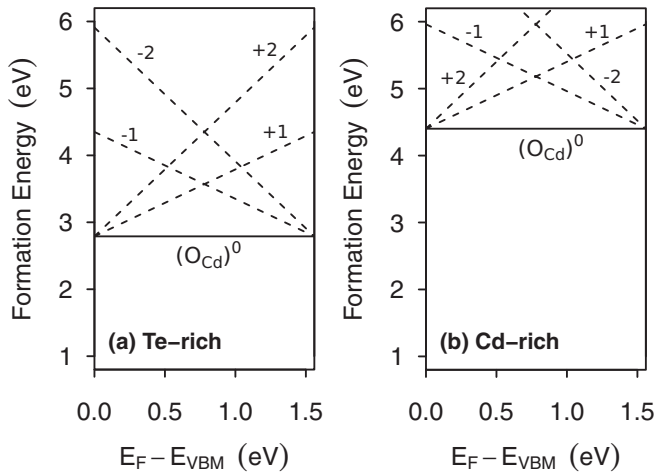 6
5
4
3
2
1
Formation Energy (eV)
-2
+2
-1
+1
(O_Cd)^0
(a) Te−rich
0.0 0.5 1.0 1.5
E_F − E_VBM (eV)
6
5
4
3
2
1
Formation Energy (eV)
-1
+1
+2
-2
(O_Cd)^0
(b) Cd−rich
0.0 0.5 1.0 1.5
E_F − E_VBM (eV)